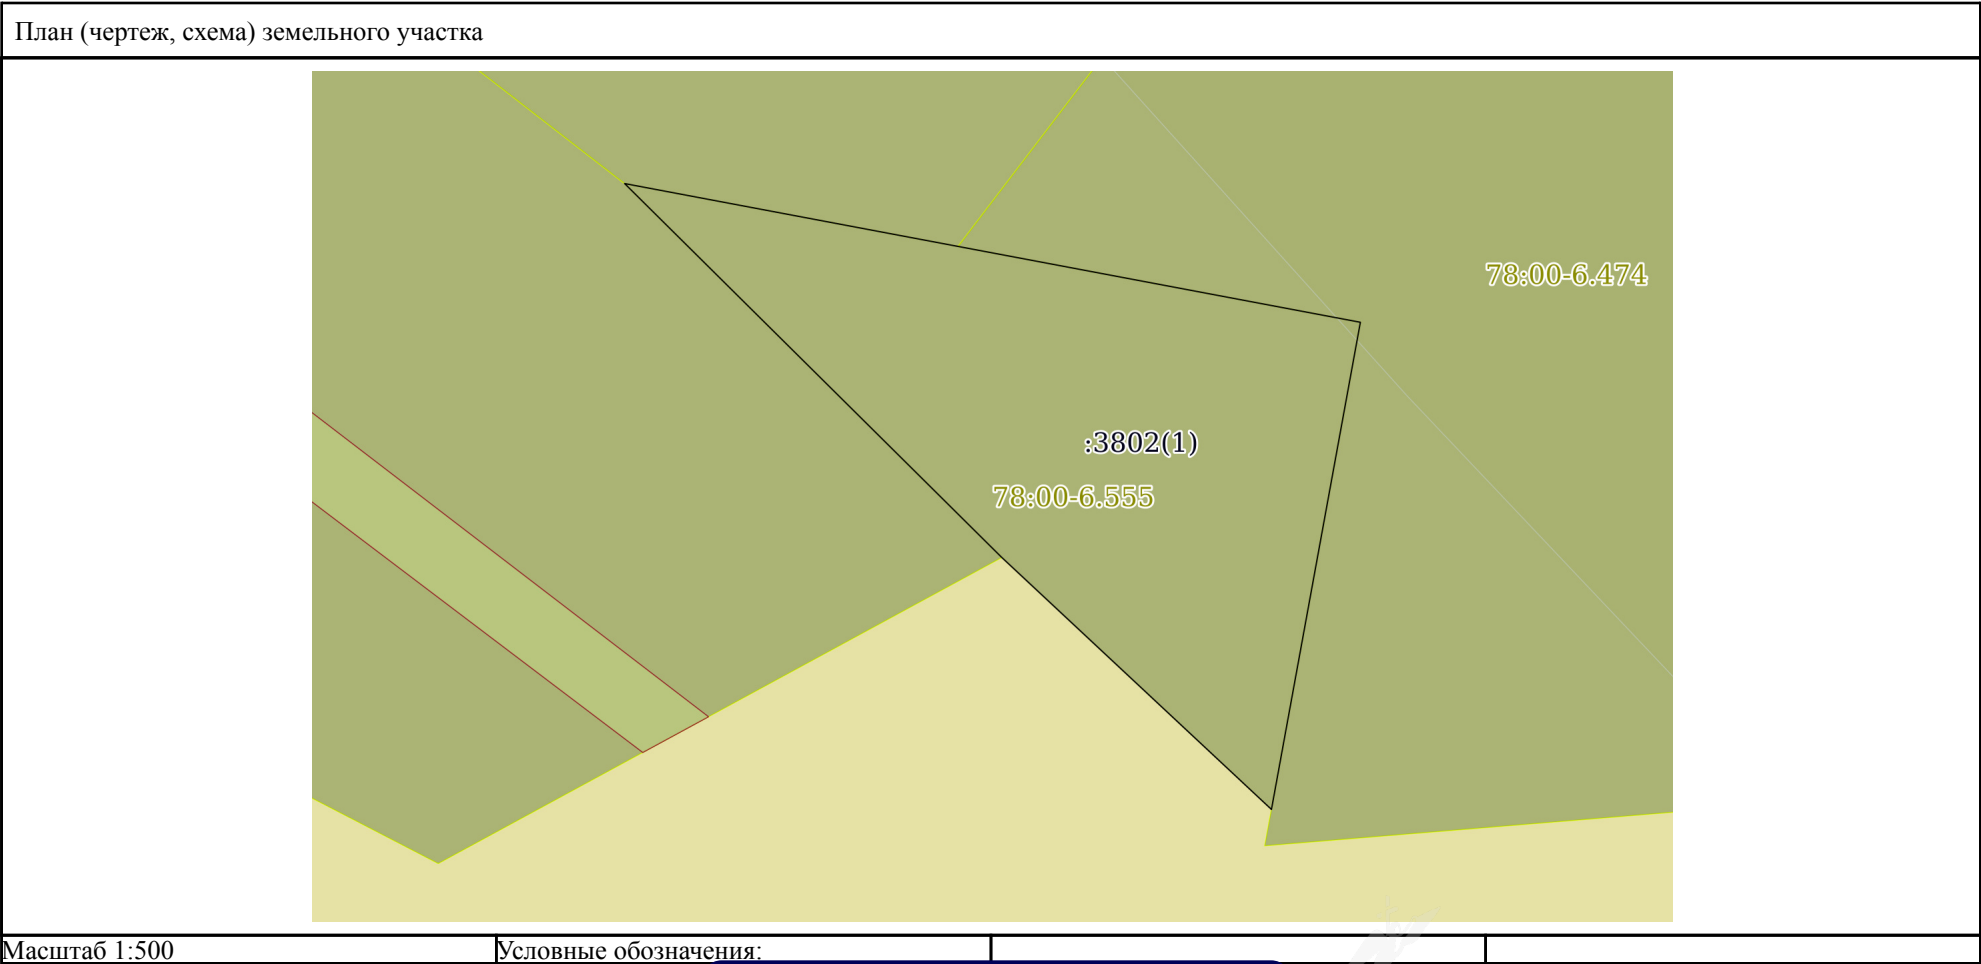 План (чертеж, схема) земельного участка
78:00-6.474
:3802(1)
78:00-6.555
Масштаб 1:500
Условные обозначения: